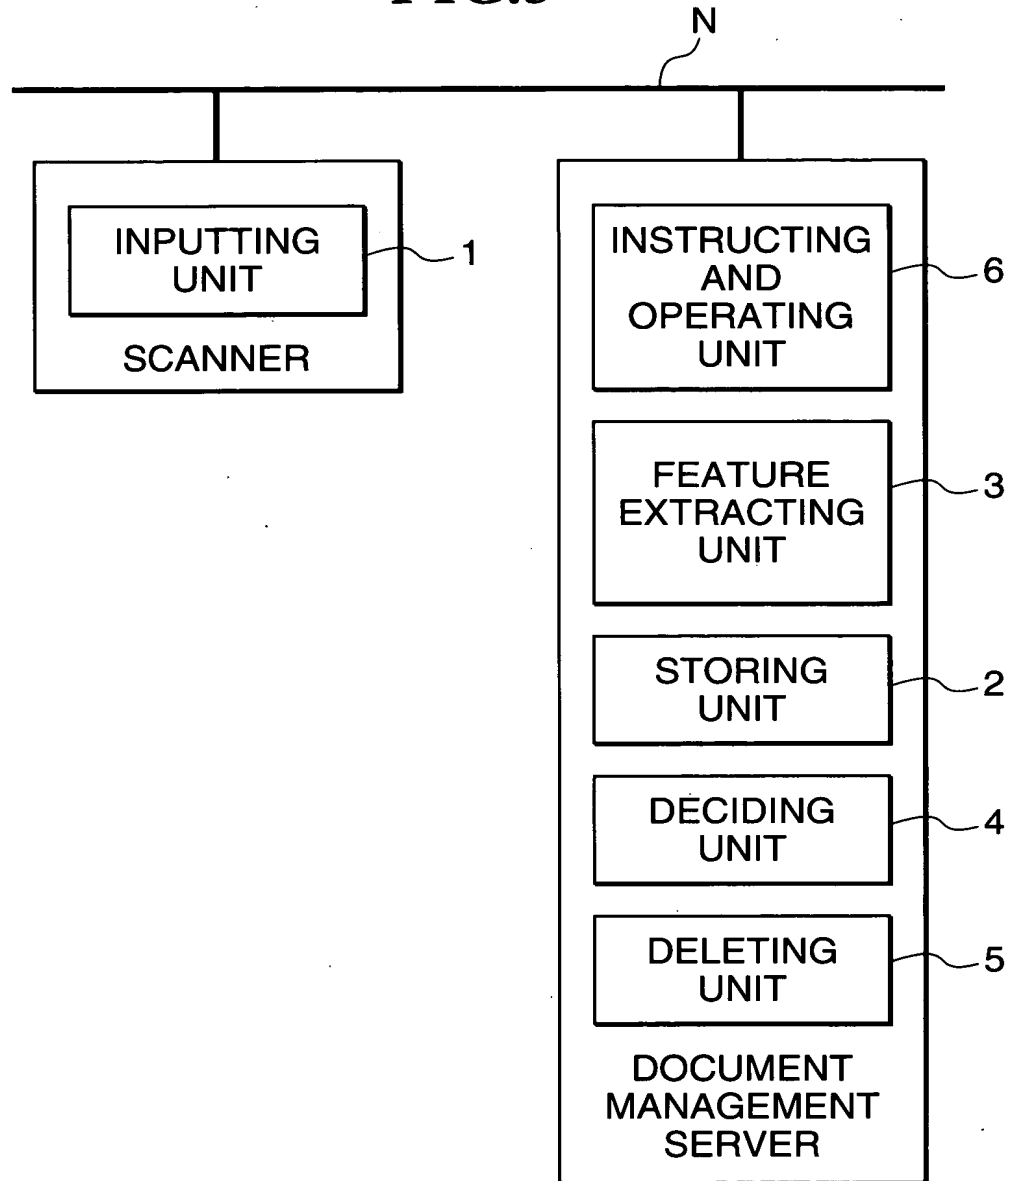 N
INPUTTING
UNIT
1
SCANNER
INSTRUCTING
AND
OPERATING
UNIT
6
FEATURE
EXTRACTING
UNIT
3
STORING
UNIT
2
DECIDING
UNIT
4
DELETING
UNIT
5
DOCUMENT
MANAGEMENT
SERVER